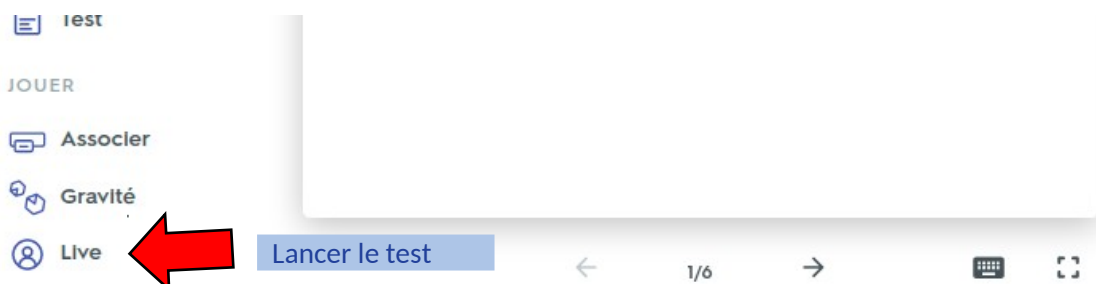 Test
JOUER
Associer
Gravité
Live
Lancer le test
1/6